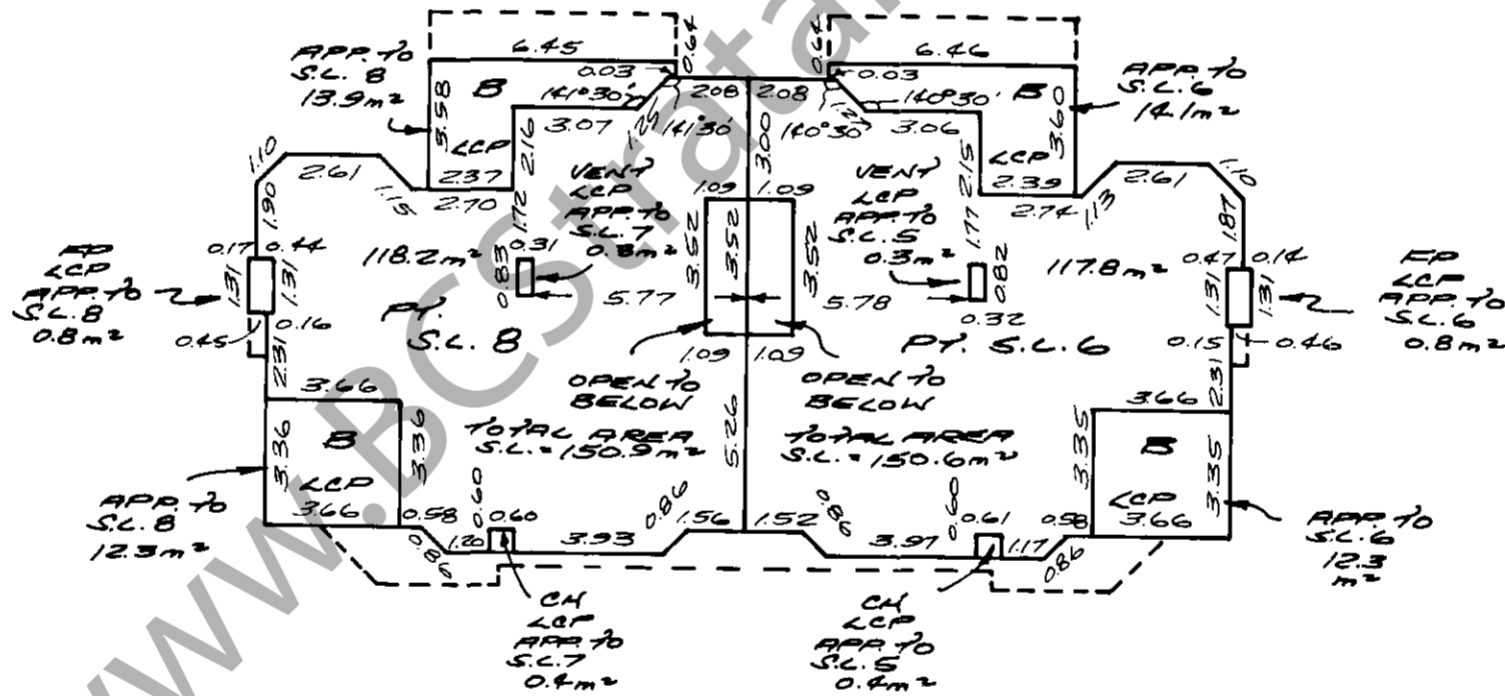 6.45
6.46
0.64
0.64
APP. TO
S.L. 8
13.9m²
B
0.03
0.03
B
APP. TO
S.L. 6
14.1m²
3.58
141°30'
2.08
2.08
140°30'
3.60
LCP
3.07
1.25
141°30'
3.00
140°30'
3.06
LCP
1.10
2.61
1.15
2.37
2.16
2.15
2.39
1.13
2.61
1.10
2.70
2.74
1.90
1.72
VENT
LCP
APP. TO
S.L. 7
0.3m²
1.09
1.09
VENT
LCP
APP. TO
S.L. 5
0.3m²
1.77
1.87
FP
LCP
APP. TO
S.L. 8
0.8m²
0.17
0.44
1.31
1.31
118.2m²
0.31
0.83
5.77
3.52
3.52
3.52
5.78
0.82
0.32
117.8m²
0.47
0.14
1.31
1.31
FP
LCP
APP. TO
S.L. 6
0.8m²
0.45
0.16
PT.
S.L. 8
PT. S.L. 6
0.15
0.46
2.31
1.09
1.09
2.31
OPEN TO
BELOW
OPEN TO
BELOW
3.66
3.66
3.36
B
3.36
TOTAL AREA
S.L. = 150.9m²
5.26
TOTAL AREA
S.L. = 150.6m²
3.35
B
3.35
LCP
3.66
LCP
3.66
APP. TO
S.L. 8
12.3m²
0.58
0.86
1.20
0.60
0.60
3.93
0.86
1.56
1.52
0.86
3.97
0.60
0.61
1.17
0.58
0.86
APP. TO
S.L. 6
12.3
m²
CH
LCP
APP. TO
S.L. 7
0.4m²
CH
LCP
APP. TO
S.L. 5
0.4m²
www.BCstrata